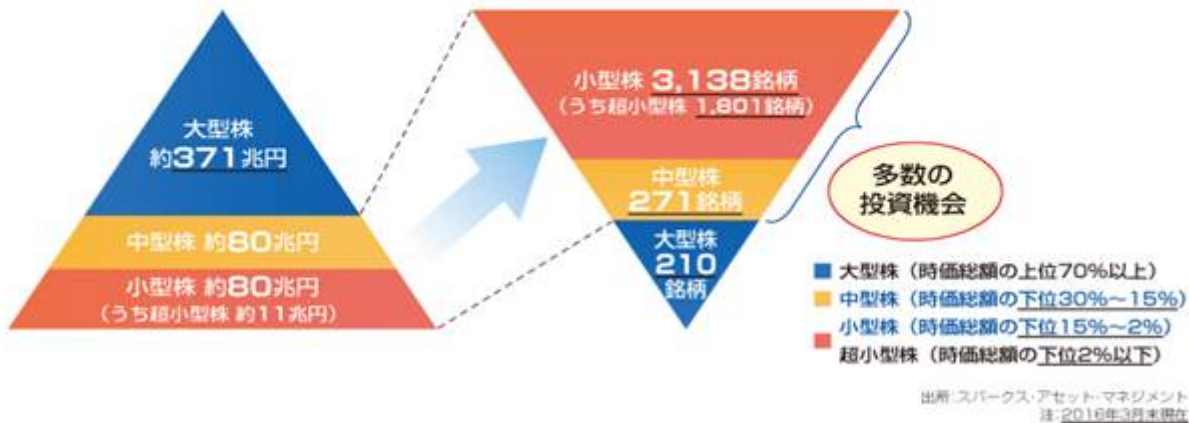 大型株
約371兆円
中型株 約80兆円
小型株 約80兆円
(うち超小型株 約11兆円)
小型株 3,138銘柄
(うち超小型株 1,801銘柄)
中型株
271銘柄
大型株
210
銘柄
多数の
投資機会
大型株（時価総額の上位70%以上）
中型株（時価総額の下位30%～15%）
小型株（時価総額の下位15%～2%）
超小型株（時価総額の下位2%以下）
出所:スパークス・アセット・マネジメント
注:2016年3月末現在